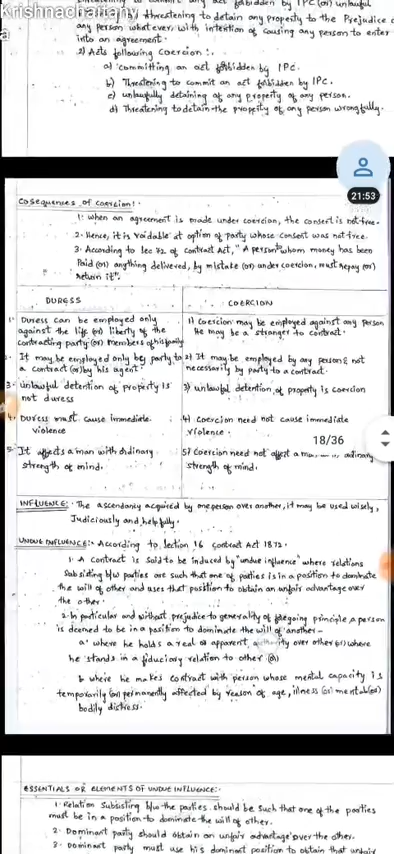 Krishnachaitany
a
by threatening to detain any property to the Prejudice
any person whatever with intention of causing any person to enter
into an agreement.
2) Acts following Coercion :-
a) Committing an act forbidden by IPC.
b) Threatening to commit an act forbidden by IPC.
c) unlawfully detaining of any property of any person.
d) Threatening to detain the property of any person wrongfully.
21:53
Cosequences of Coercion:
1. when an agreement is made under coercion, the consent is not free.
2. Hence, it is voidable at option of party whose consent was not free.
3. According to Sec 72 of Contract Act, "A person to whom money has been
Paid (or) anything delivered, by mistake (or) under coercion, must repay (or)
return it".
DURESS
COERCION
1. Duress can be employed only
against the life (or) liberty of the
contracting party (or) members of his family
1) Coercion may be employed against any person
He may be a stranger to contract.
2. It may be employed only by party to
a contract (or) by his agent.
2) It may be employed by any person & not
necessarily by party to a contract.
3. unlawful detention of property is
not duress
3) unlawful detention of property is coercion
4. Duress must cause immediate
violence
4) Coercion need not cause immediate
violence.
18/36
5. It affects a man with ordinary
strength of mind.
5) Coercion need not affect a ordinary
strength of mind.
INFLUENCE: The ascendancy acquired by one person over another, it may be used wisely,
Judiciously and helpfully.
UNDUE INFLUENCE:- According to Section 16 Contract Act 1872.
1. A contract is said to be induced by "undue influence" where relations
Subsisting b/w parties are such that one of parties is in a position to dominate
the will of other and uses that position to obtain an unfair advantage over
the other.
2. In particular and without prejudice to generality of foregoing principle a person
is deemed to be in a position to dominate the will of another -
a. where he holds a real or apparent authority over other (or) where
he stands in a fiduciary relation to other (or)
b. where he makes contract with person whose mental capacity is
temporarily (or) permanently affected by reason of age, illness (or) mental (or)
bodily distress.
ESSENTIALS OR ELEMENTS OF UNDUE INFLUENCE:-
1. Relation Subsisting b/w the parties should be such that one of the parties
must be in a position to dominate the will of other.
2. Dominant party should obtain an unfair advantage over the other.
3. Dominant party must use his dominant position to obtain that unfair